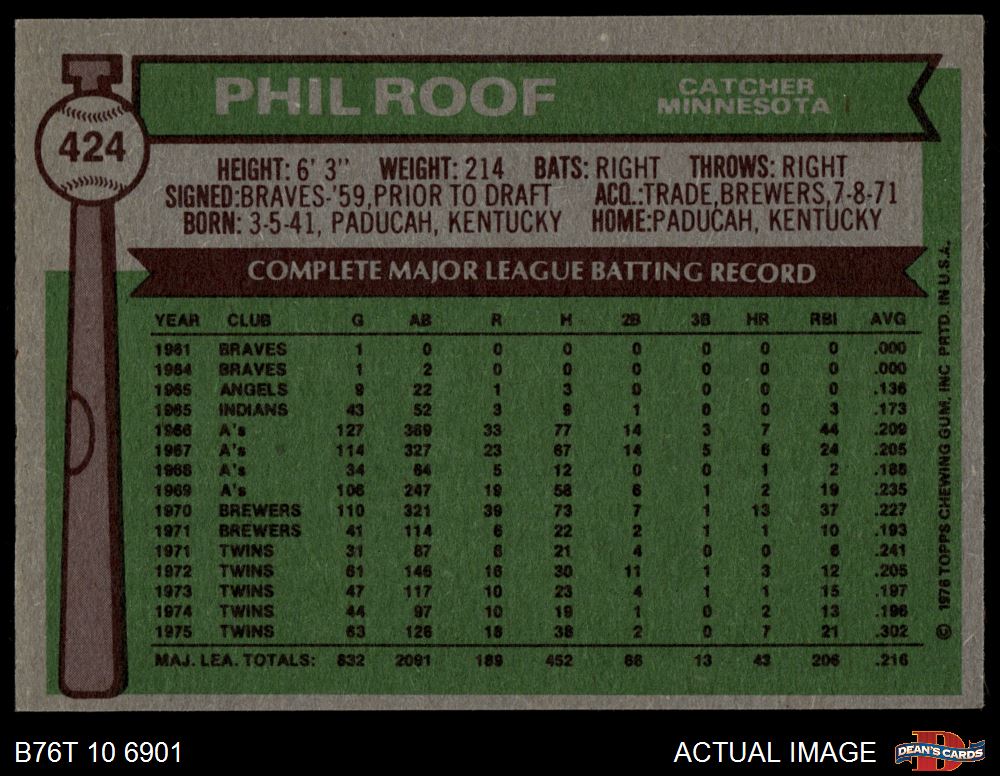 PHIL ROOF
CATCHER
MINNESOTA
424
HEIGHT: 6' 3" WEIGHT: 214 BATS: RIGHT THROWS: RIGHT
SIGNED:BRAVES-'59,PRIOR TO DRAFT ACQ.:TRADE,BREWERS,7-8-71
BORN: 3-5-41, PADUCAH, KENTUCKY HOME:PADUCAH, KENTUCKY
COMPLETE MAJOR LEAGUE BATTING RECORD
YEAR CLUB G AB R H 2B 3B HR RBI AVG
1961 BRAVES 1 0 0 0 0 0 0 0 .000
1964 BRAVES 1 2 0 0 0 0 0 0 .000
1965 ANGELS 9 22 1 3 0 0 0 0 .136
1965 INDIANS 43 52 3 9 1 0 0 3 .173
1966 A's 127 369 33 77 14 3 7 44 .209
1967 A's 114 327 23 67 14 5 6 24 .205
1968 A's 34 64 5 12 0 0 1 2 .188
1969 A's 106 247 19 58 6 1 2 19 .235
1970 BREWERS 110 321 39 73 7 1 13 37 .227
1971 BREWERS 41 114 6 22 2 1 1 10 .193
1971 TWINS 31 87 6 21 4 0 0 6 .241
1972 TWINS 61 146 16 30 11 1 3 12 .205
1973 TWINS 47 117 10 23 4 1 1 15 .197
1974 TWINS 44 97 10 19 1 0 2 13 .196
1975 TWINS 63 126 18 38 2 0 7 21 .302
MAJ. LEA. TOTALS: 832 2091 189 452 66 13 43 206 .216
© 1976 TOPPS CHEWING GUM, INC. PRTD. IN U.S.A.
B76T 10 6901
ACTUAL IMAGE
D
DEAN'S CARDS